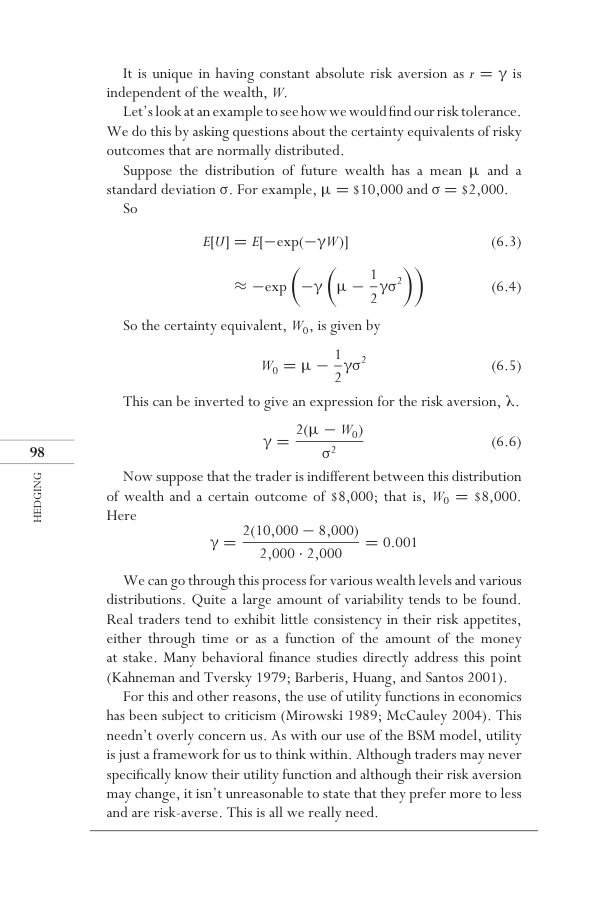 It is unique in having constant absolute risk aversion as r = γ is
independent of the wealth, W.
Let's look at an example to see how we would find our risk tolerance.
We do this by asking questions about the certainty equivalents of risky
outcomes that are normally distributed.
Suppose the distribution of future wealth has a mean μ and a
standard deviation σ. For example, μ = $10,000 and σ = $2,000.
So
E[U] = E[−exp(−γW)] (6.3)
≈ −exp(−γ(μ − 1/2 γσ²)) (6.4)
So the certainty equivalent, W₀, is given by
W₀ = μ − 1/2 γσ² (6.5)
This can be inverted to give an expression for the risk aversion, λ.
γ = 2(μ − W₀)/σ² (6.6)
98
HEDGING
Now suppose that the trader is indifferent between this distribution
of wealth and a certain outcome of $8,000; that is, W₀ = $8,000.
Here
γ = 2(10,000 − 8,000)/2,000 · 2,000 = 0.001
We can go through this process for various wealth levels and various
distributions. Quite a large amount of variability tends to be found.
Real traders tend to exhibit little consistency in their risk appetites,
either through time or as a function of the amount of the money
at stake. Many behavioral finance studies directly address this point
(Kahneman and Tversky 1979; Barberis, Huang, and Santos 2001).
For this and other reasons, the use of utility functions in economics
has been subject to criticism (Mirowski 1989; McCauley 2004). This
needn't overly concern us. As with our use of the BSM model, utility
is just a framework for us to think within. Although traders may never
specifically know their utility function and although their risk aversion
may change, it isn't unreasonable to state that they prefer more to less
and are risk-averse. This is all we really need.